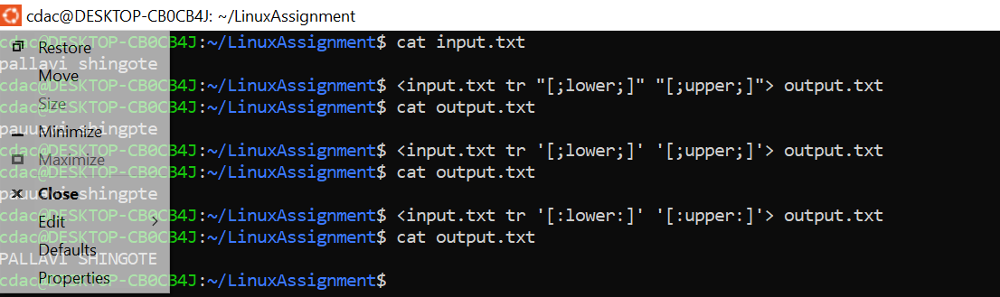 cdac@DESKTOP-CB0CB4J: ~/LinuxAssignment
cdac@DESKTOP-CB0CB4J:~/LinuxAssignment$ cat input.txt
Restore
pallavi shingote
Move
cdac@DESKTOP-CB0CB4J:~/LinuxAssignment$ <input.txt tr "[;lower;]" "[;upper;]"> output.txt
Size
cdac@DESKTOP-CB0CB4J:~/LinuxAssignment$ cat output.txt
pauuavi shingpte
Minimize
cdac@DESKTOP-CB0CB4J:~/LinuxAssignment$ <input.txt tr '[;lower;]' '[;upper;]'> output.txt
Maximize
cdac@DESKTOP-CB0CB4J:~/LinuxAssignment$ cat output.txt
pauuavi shingpte
Close
cdac@DESKTOP-CB0CB4J:~/LinuxAssignment$ <input.txt tr '[:lower:]' '[:upper:]'> output.txt
Edit
cdac@DESKTOP-CB0CB4J:~/LinuxAssignment$ cat output.txt
Defaults
PALLAVI SHINGOTE
Properties
cdac@DESKTOP-CB0CB4J:~/LinuxAssignment$